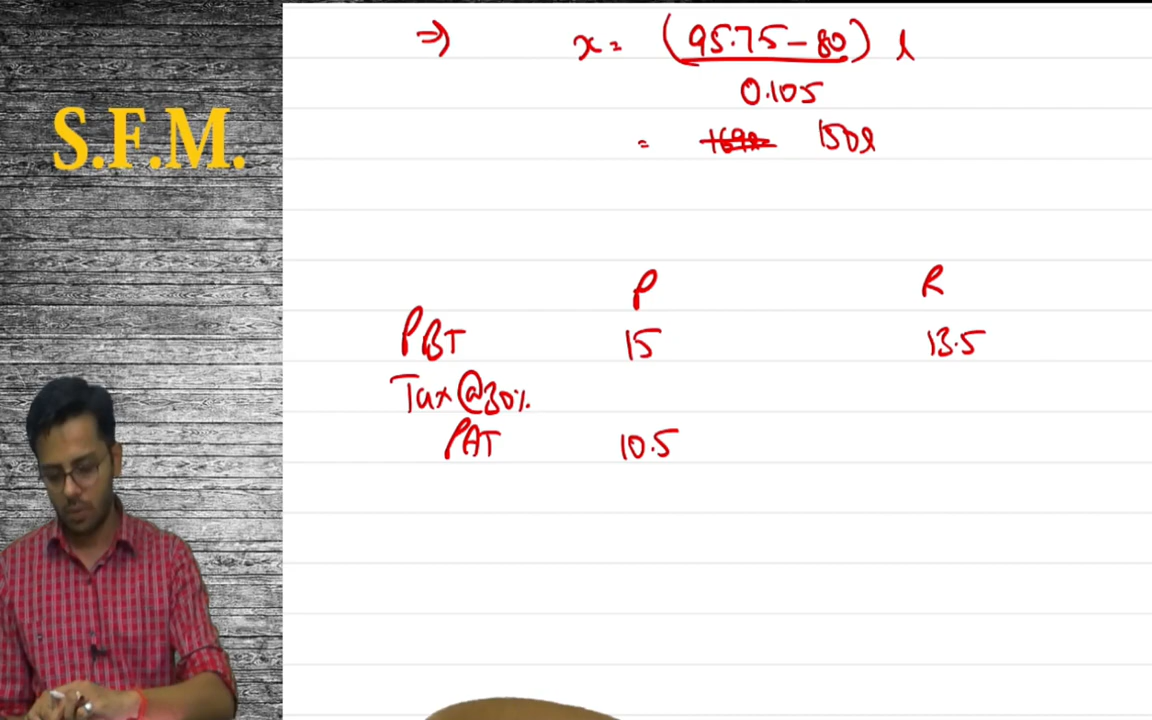 ⇒ x = (95.75 – 80) l
0.105
= 150l
S.F.M.
P R
PBT 15 13.5
Tax @30%
PAT 10.5